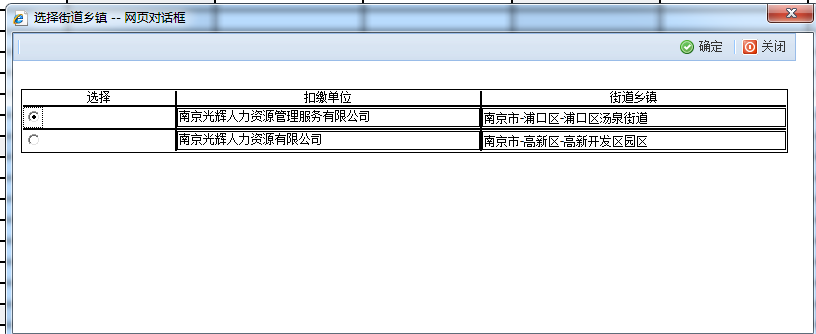 选择街道乡镇 -- 网页对话框
确定 关闭
选择 扣缴单位 街道乡镇
南京光辉人力资源管理服务有限公司 南京市-浦口区-浦口区汤泉街道
南京光辉人力资源有限公司 南京市-高新区-高新开发区园区